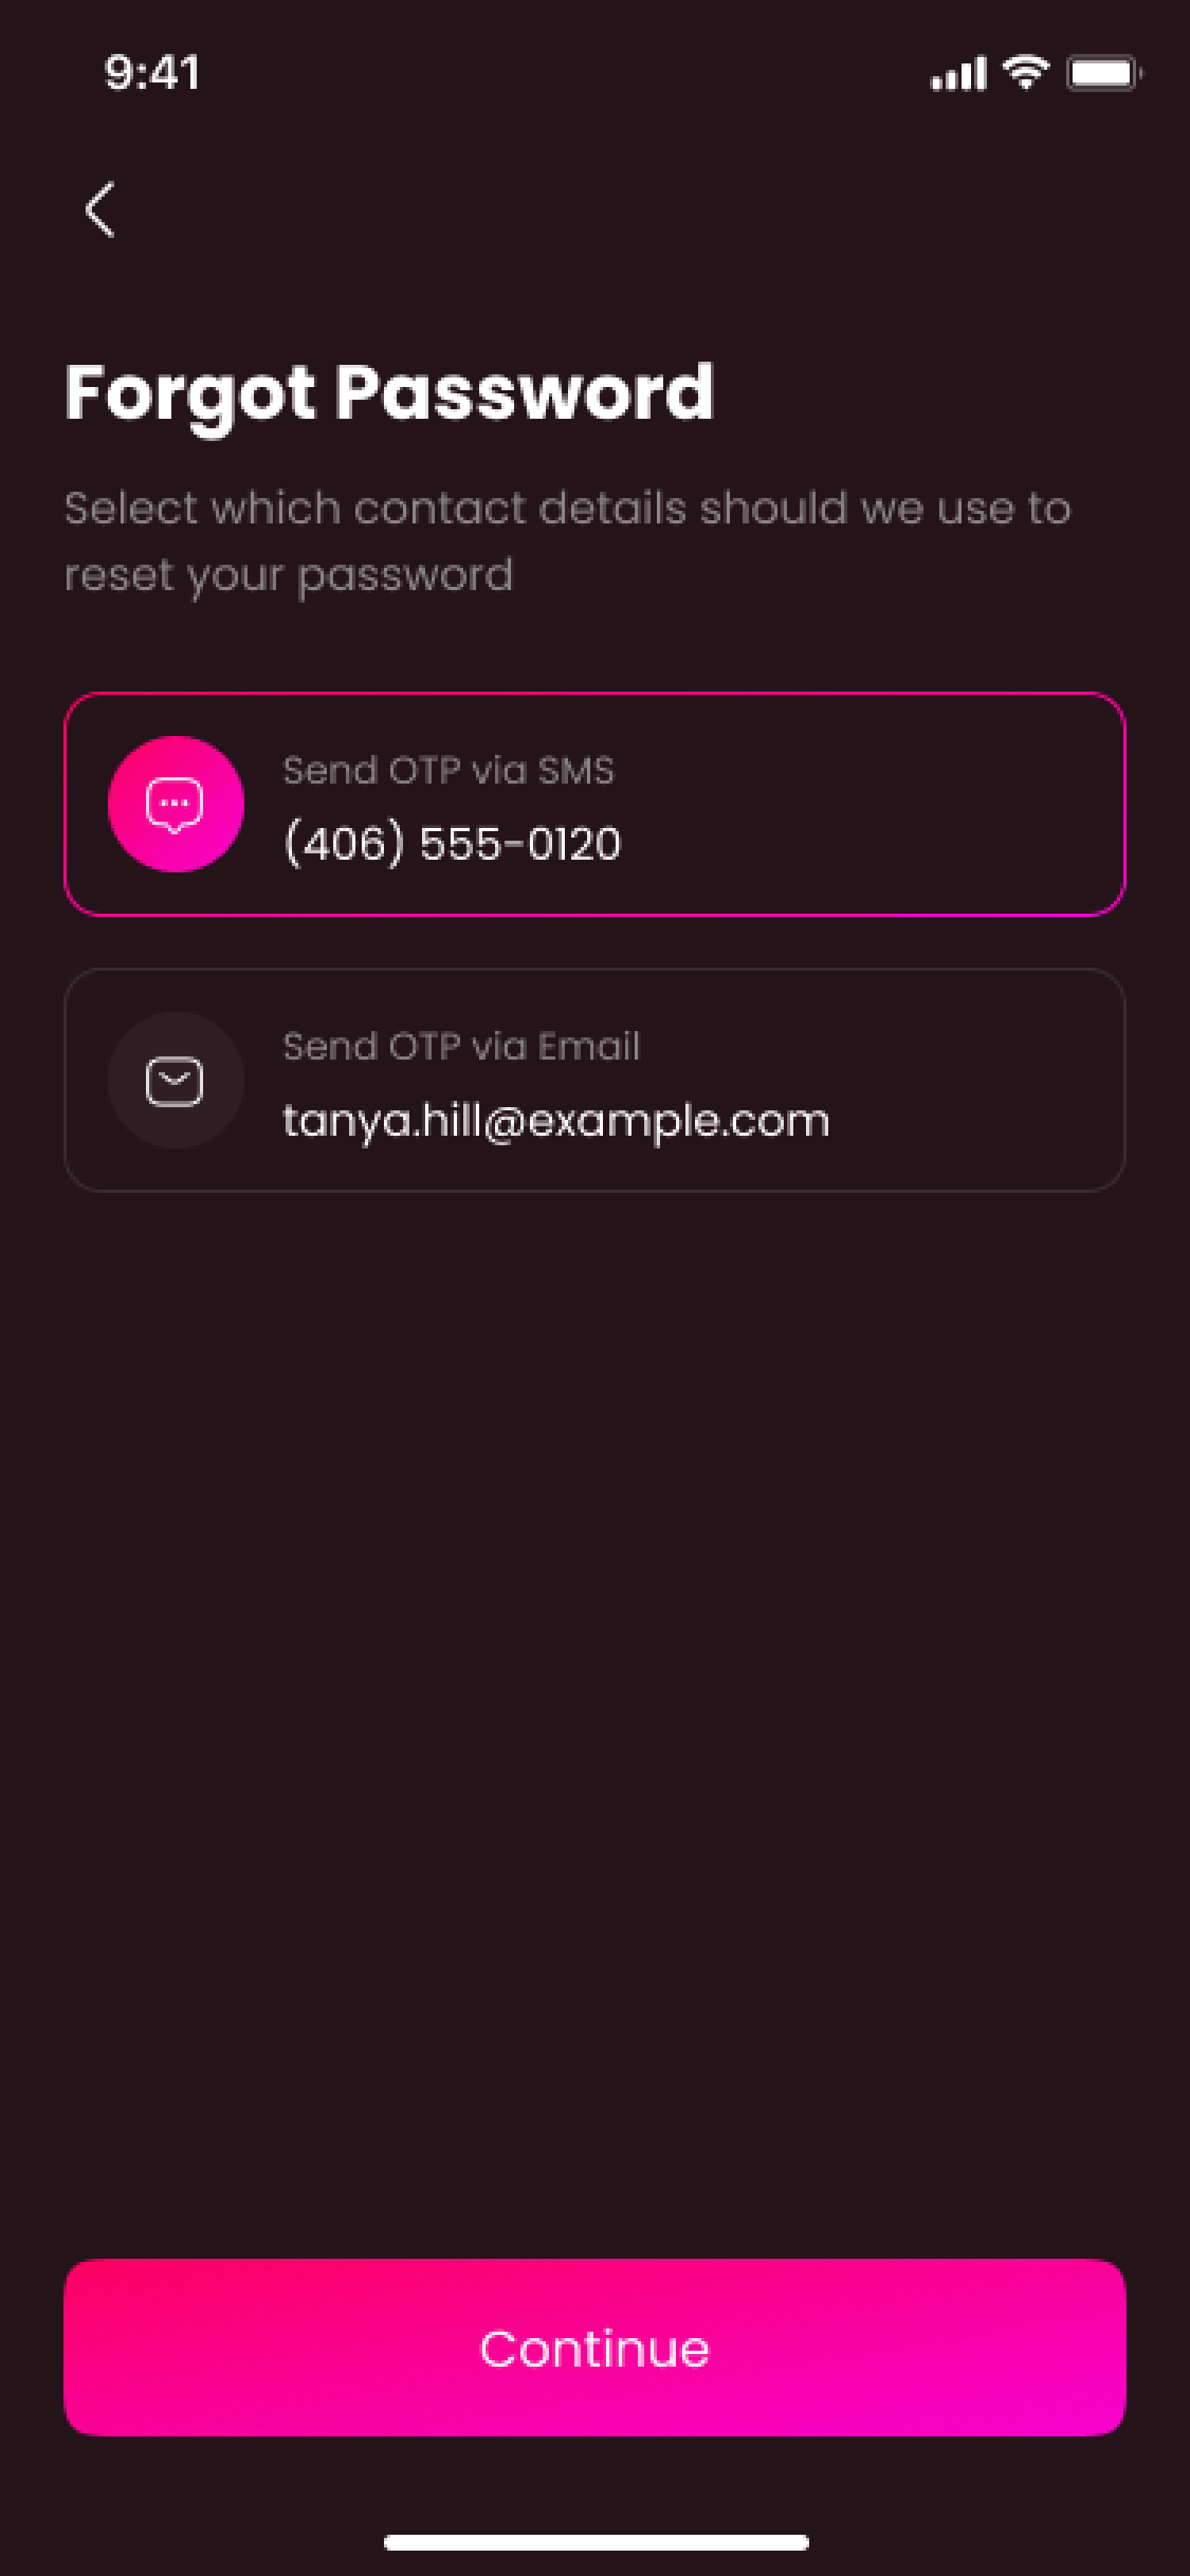 9:41
Forgot Password
Select which contact details should we use to
reset your password
Send OTP via SMS
(406) 555-0120
Send OTP via Email
tanya.hill@example.com
Continue